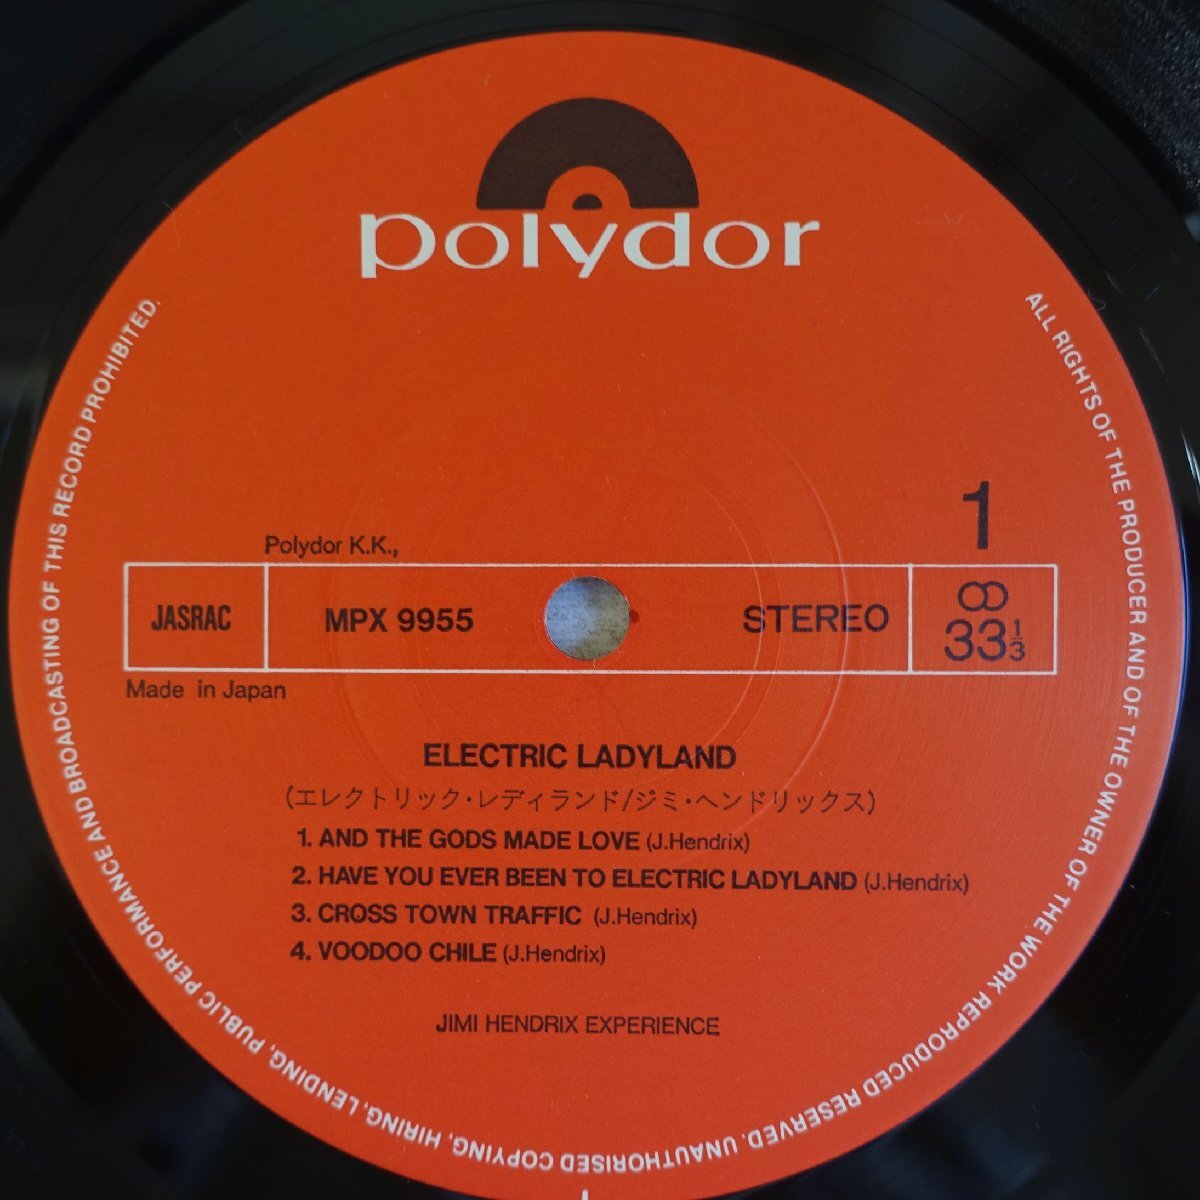 polydor
1
Polydor K.K.,
JASRAC
MPX 9955
STEREO
∞
33⅓
Made in Japan
ELECTRIC LADYLAND
(エレクトリック・レディランド/ジミ・ヘンドリックス)
1. AND THE GODS MADE LOVE (J.Hendrix)
2. HAVE YOU EVER BEEN TO ELECTRIC LADYLAND (J.Hendrix)
3. CROSS TOWN TRAFFIC (J.Hendrix)
4. VOODOO CHILE (J.Hendrix)
JIMI HENDRIX EXPERIENCE
ALL RIGHTS OF THE PRODUCER AND OF THE OWNER OF THE WORK REPRODUCED RESERVED. UNAUTHORISED COPYING, HIRING, LENDING, PUBLIC PERFORMANCE AND BROADCASTING OF THIS RECORD PROHIBITED.